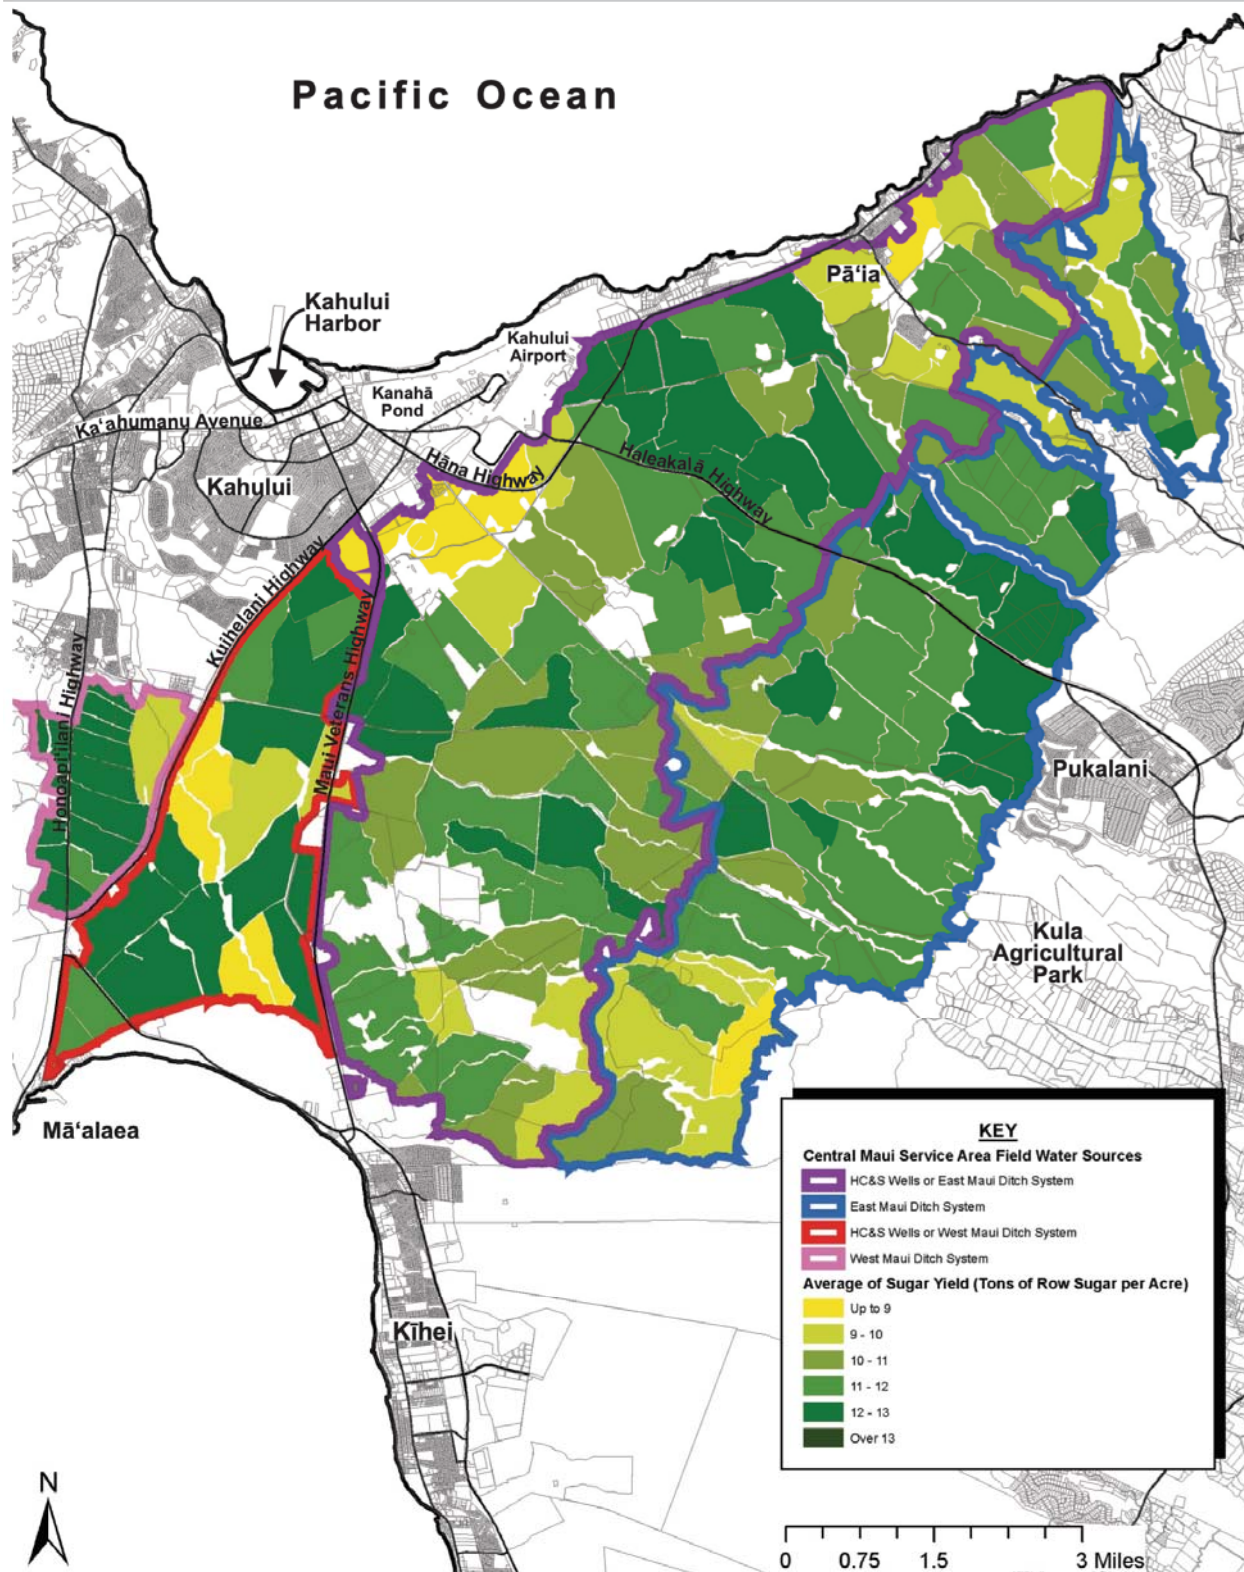 Pacific Ocean
Kahului
Harbor
Pā‘ia
Kahului
Airport
Kanahā
Pond
Ka‘ahumanu Avenue
Hāna Highway
Haleakalā Highway
Kahului
Kuihelani Highway
Maui Veterans Highway
Honoapi‘ilani Highway
Pukalani
Kula
Agricultural
Park
Mā‘alaea
Kīhei
KEY
Central Maui Service Area Field Water Sources
HC&S Wells or East Maui Ditch System
East Maui Ditch System
HC&S Wells or West Maui Ditch System
West Maui Ditch System
Average of Sugar Yield (Tons of Row Sugar per Acre)
Up to 9
9 - 10
10 - 11
11 - 12
12 - 13
Over 13
N
0 0.75 1.5 3 Miles